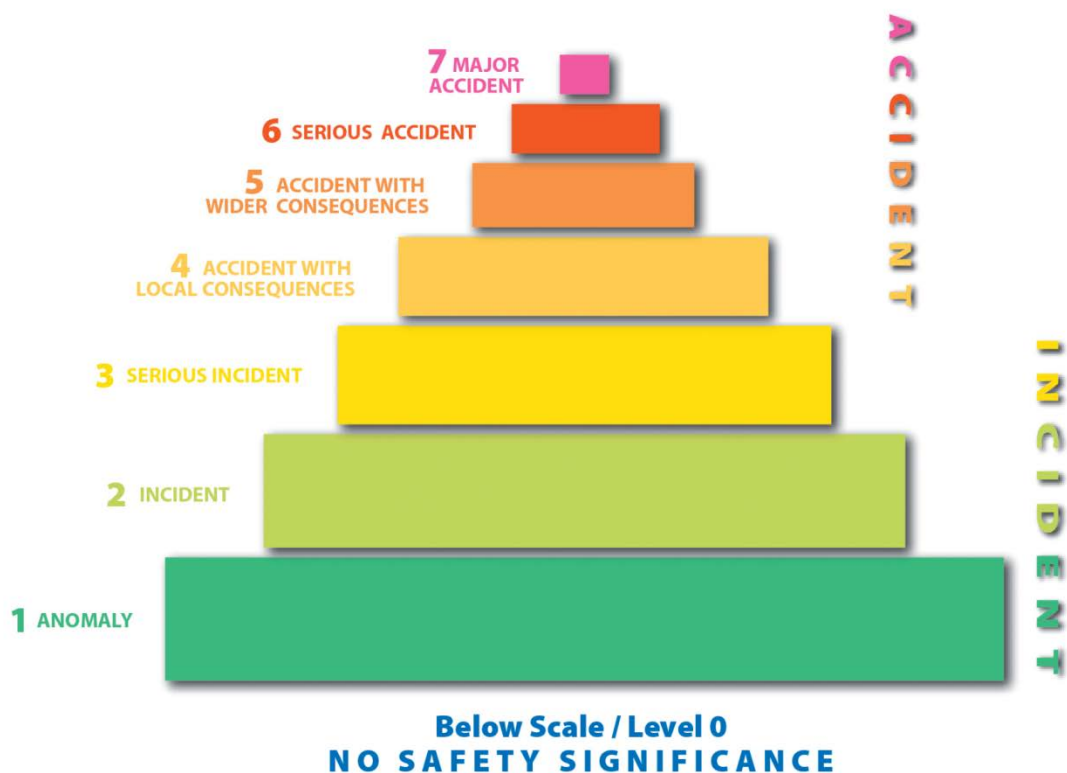 7 MAJOR
ACCIDENT
6 SERIOUS ACCIDENT
5 ACCIDENT WITH
WIDER CONSEQUENCES
4 ACCIDENT WITH
LOCAL CONSEQUENCES
3 SERIOUS INCIDENT
2 INCIDENT
1 ANOMALY
ACCIDENT
INCIDENT
Below Scale / Level 0
NO SAFETY SIGNIFICANCE